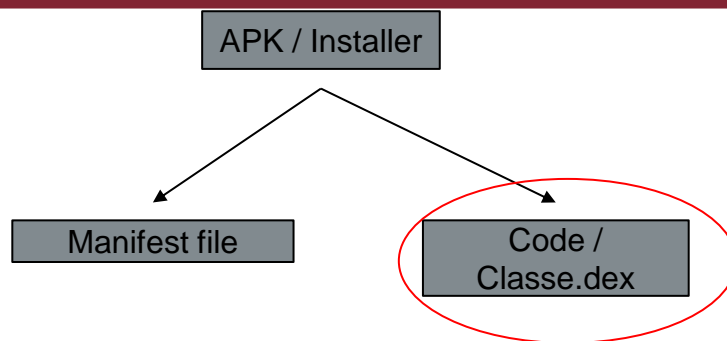 APK / Installer
Manifest file
Code /
Classe.dex